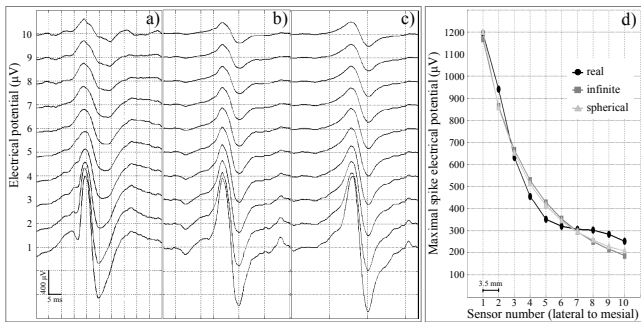 a)
b)
c)
Electrical potential (μV)
10
9
8
7
6
5
4
3
2
1
400 μV
5 ms
d)
Maximal spike electrical potential (μV)
1200
1100
1000
900
800
700
600
500
400
300
200
100
real
infinite
spherical
3.5 mm
1 2 3 4 5 6 7 8 9 10
Sensor number (lateral to mesial)